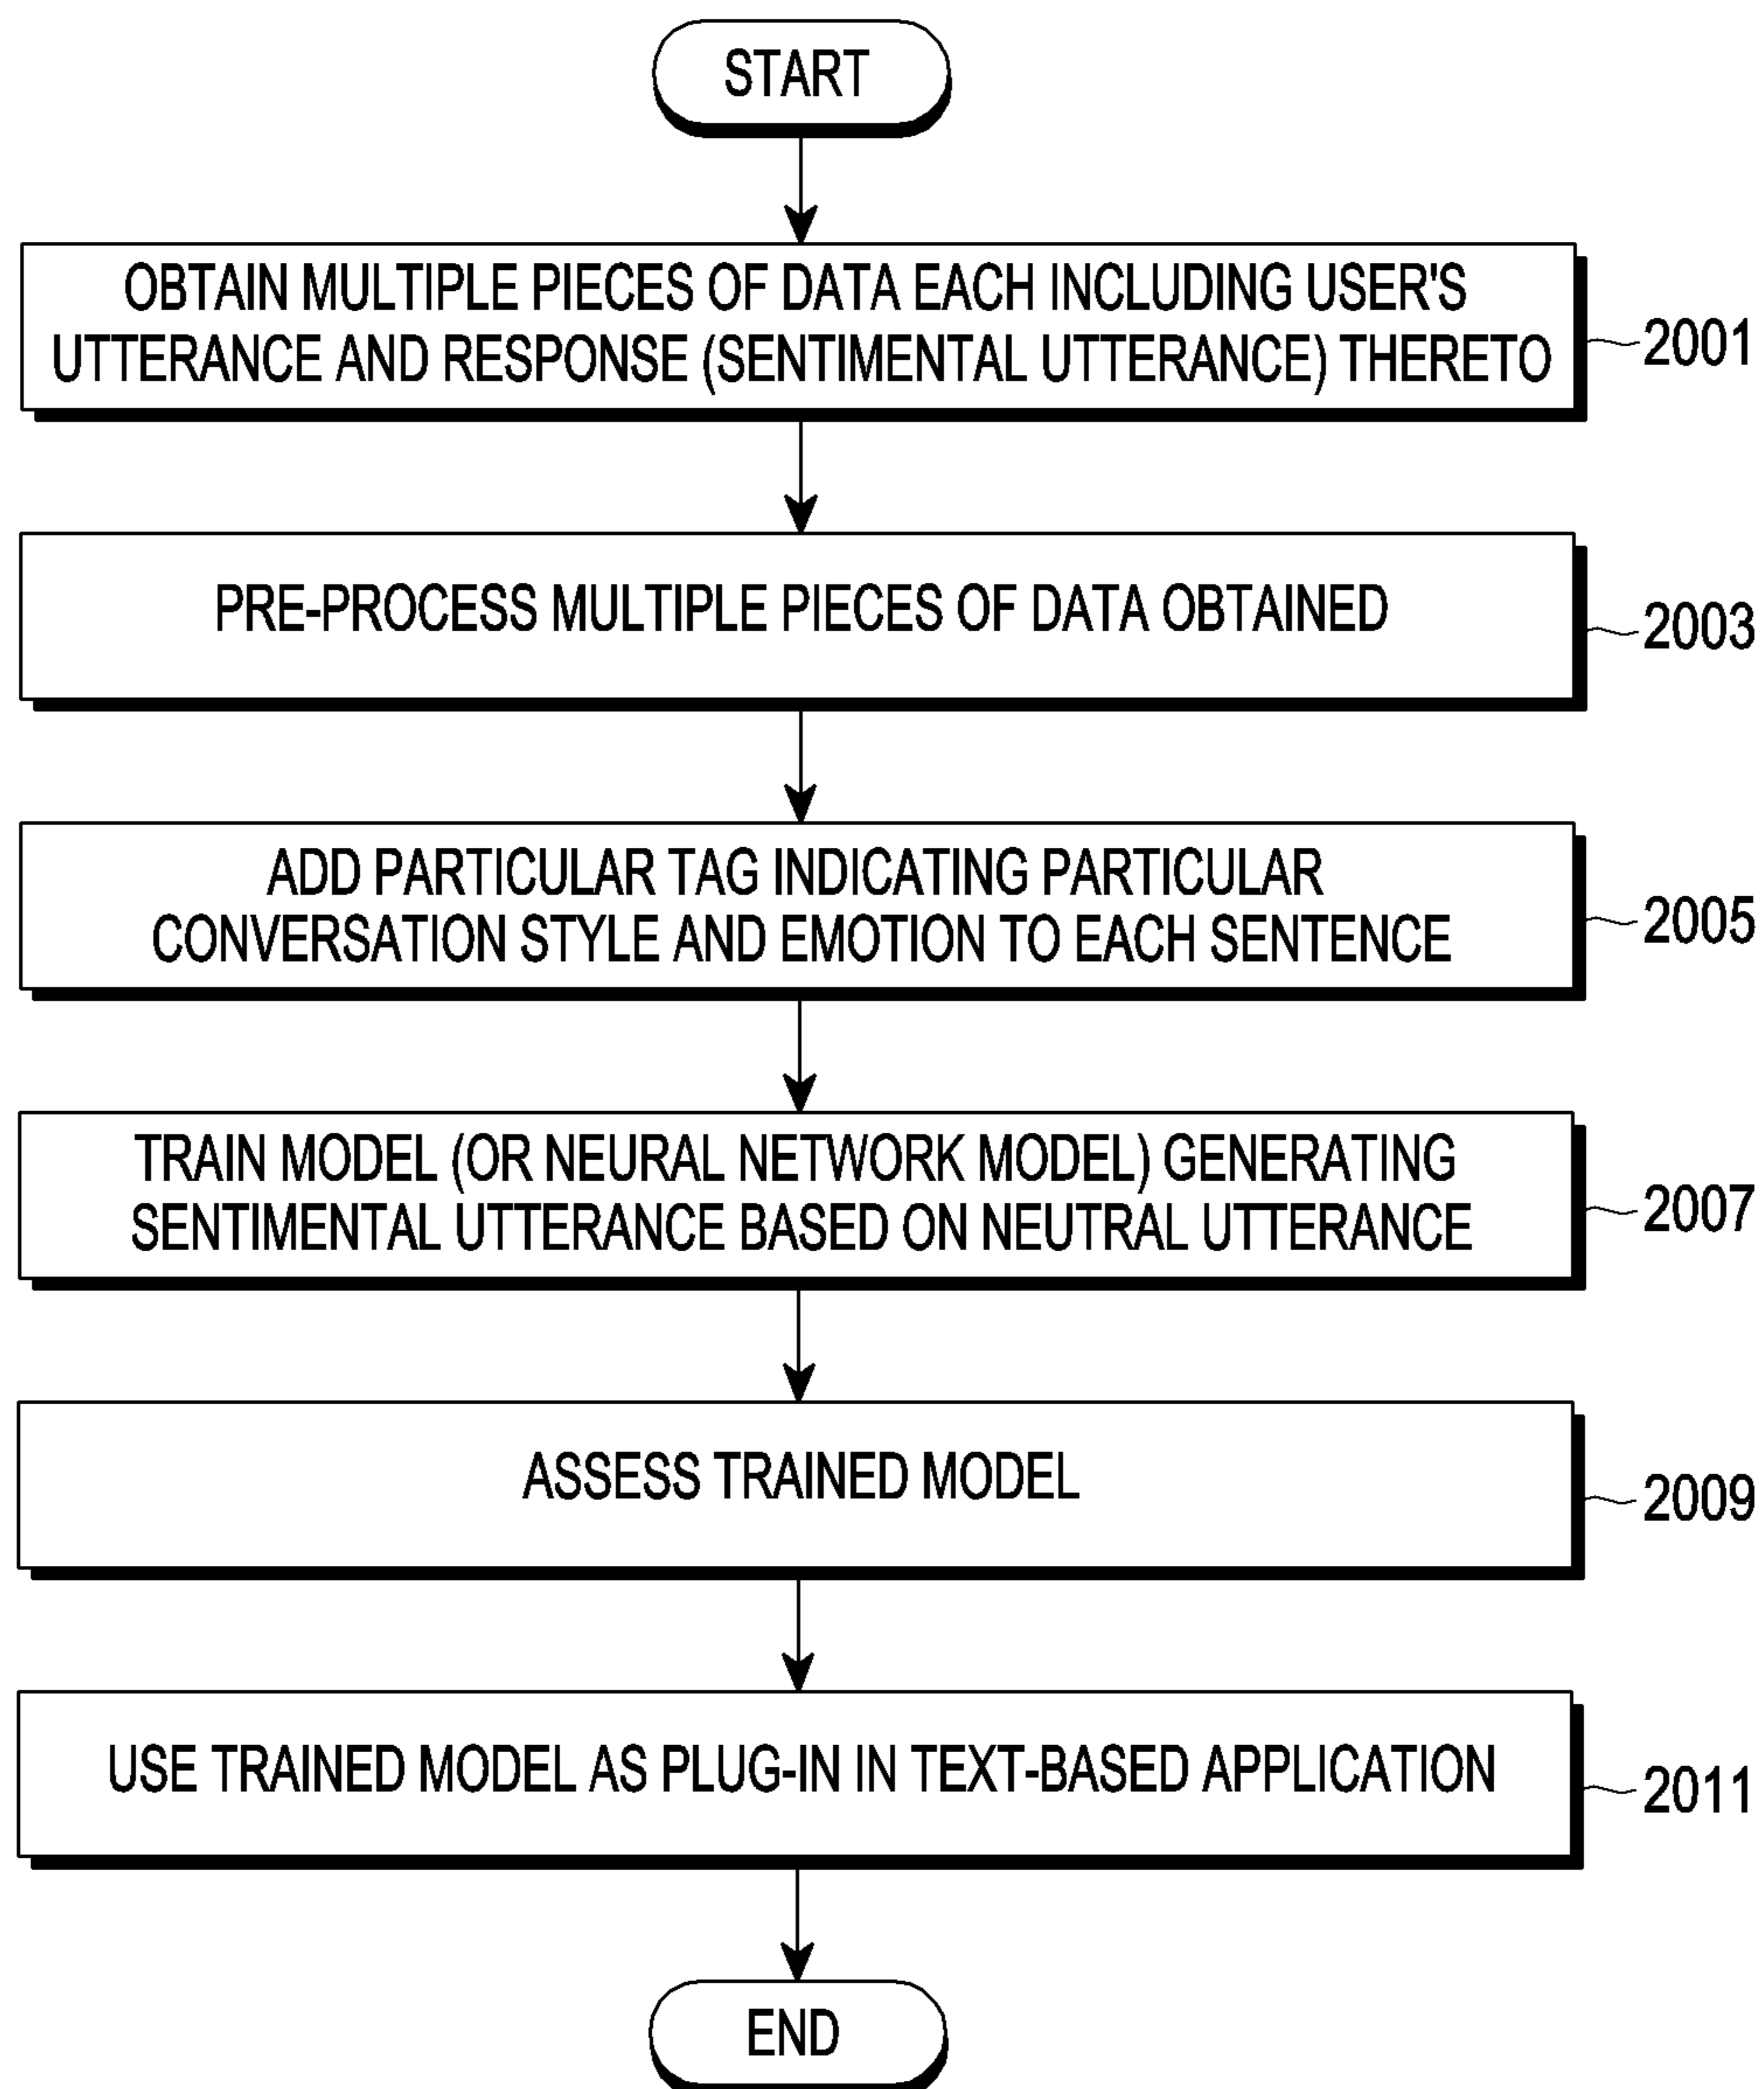 START
OBTAIN MULTIPLE PIECES OF DATA EACH INCLUDING USER'S
UTTERANCE AND RESPONSE (SENTIMENTAL UTTERANCE) THERETO
2001
PRE-PROCESS MULTIPLE PIECES OF DATA OBTAINED
2003
ADD PARTICULAR TAG INDICATING PARTICULAR
CONVERSATION STYLE AND EMOTION TO EACH SENTENCE
2005
TRAIN MODEL (OR NEURAL NETWORK MODEL) GENERATING
SENTIMENTAL UTTERANCE BASED ON NEUTRAL UTTERANCE
2007
ASSESS TRAINED MODEL
2009
USE TRAINED MODEL AS PLUG-IN IN TEXT-BASED APPLICATION
2011
END